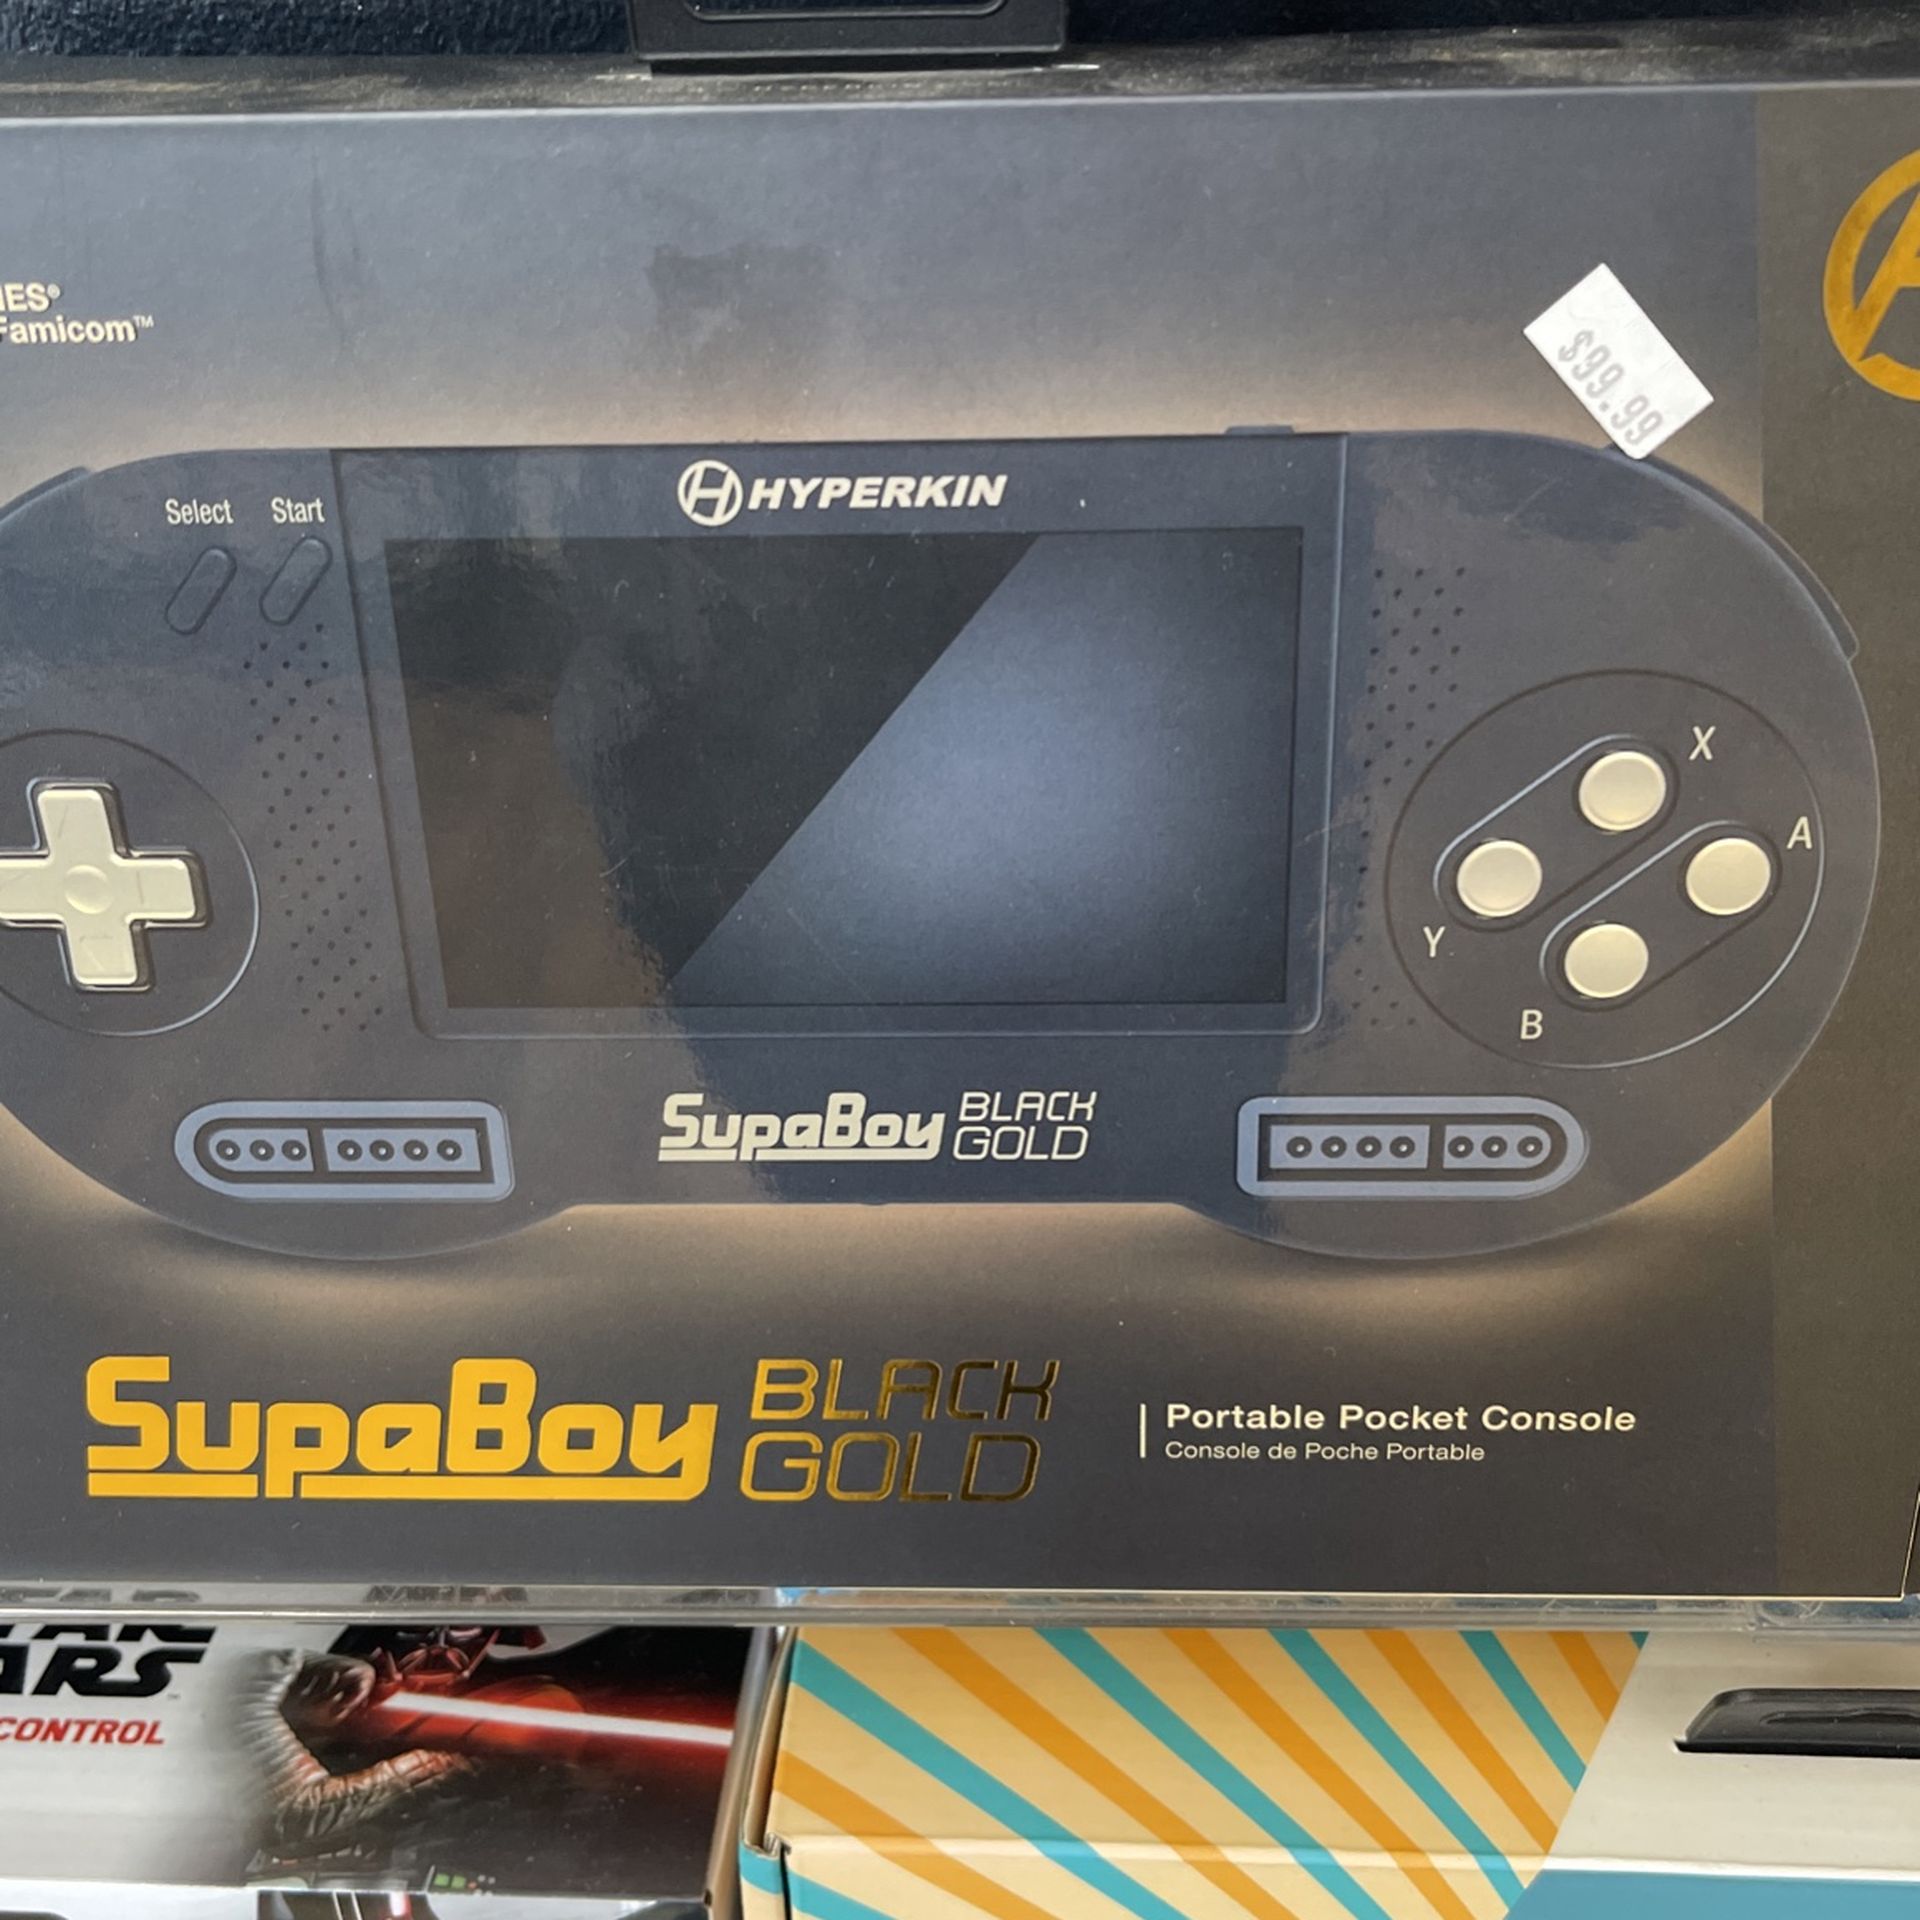 Famicom™
$99.99
HYPERKIN
Select Start
X
A
Y
B
SupaBoy BLACK
GOLD
SupaBoy BLACK
GOLD
Portable Pocket Console
Console de Poche Portable
CONTROL